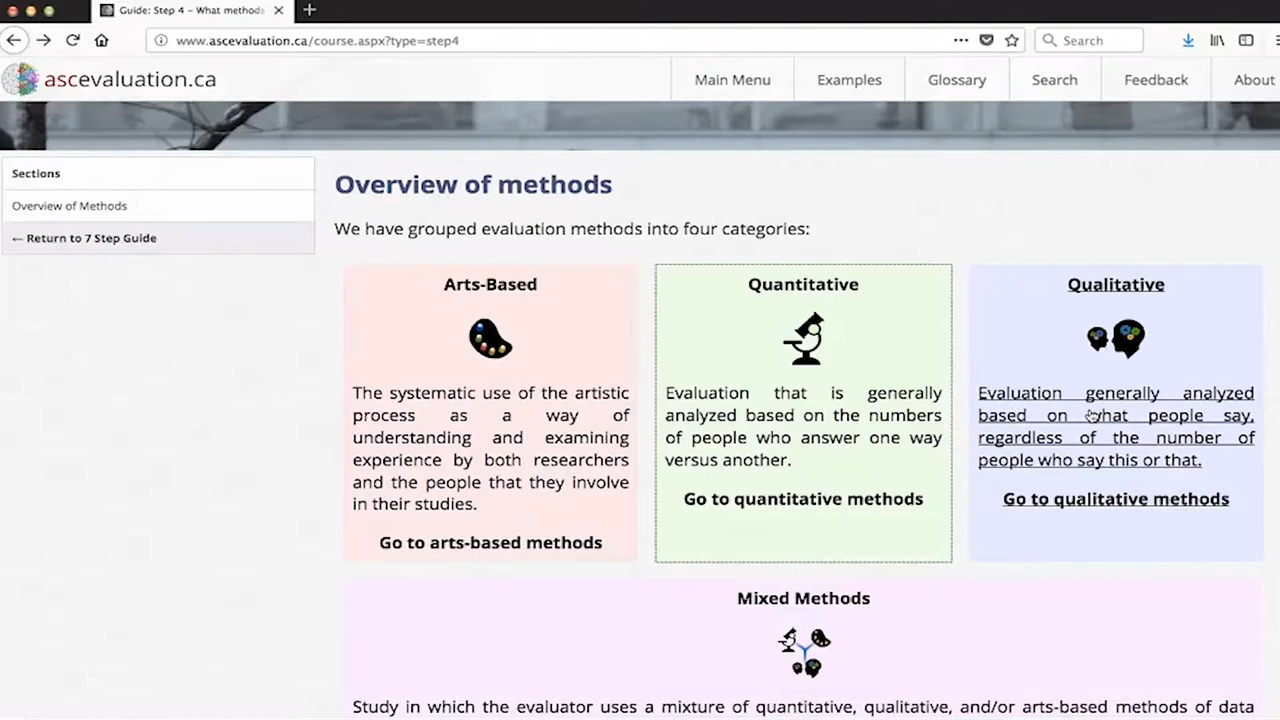 Guide: Step 4 – What methods
www.ascevaluation.ca/course.aspx?type=step4
Search
ascevaluation.ca
Main Menu
Examples
Glossary
Search
Feedback
About
Sections
Overview of Methods
← Return to 7 Step Guide
Overview of methods
We have grouped evaluation methods into four categories:
Arts-Based
The systematic use of the artistic
process as a way of
understanding and examining
experience by both researchers
and the people that they involve
in their studies.
Go to arts-based methods
Quantitative
Evaluation that is generally
analyzed based on the numbers
of people who answer one way
versus another.
Go to quantitative methods
Qualitative
Evaluation generally analyzed
based on what people say,
regardless of the number of
people who say this or that.
Go to qualitative methods
Mixed Methods
Study in which the evaluator uses a mixture of quantitative, qualitative, and/or arts-based methods of data